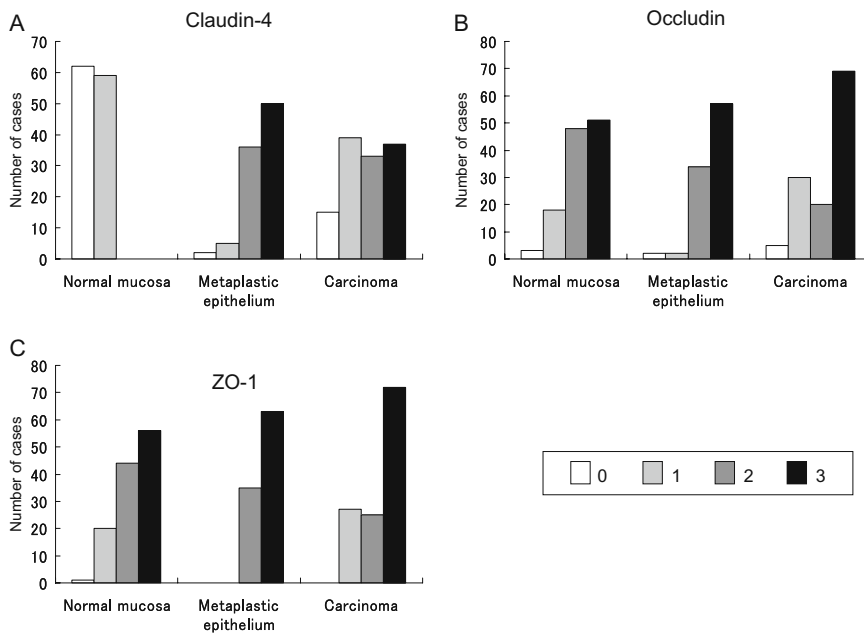 A
Claudin-4
Number of cases
70
60
50
40
30
20
10
0
Normal mucosa
Metaplastic
epithelium
Carcinoma
B
Occludin
Number of cases
80
70
60
50
40
30
20
10
0
Normal mucosa
Metaplastic
epithelium
Carcinoma
C
ZO-1
Number of cases
80
70
60
50
40
30
20
10
0
Normal mucosa
Metaplastic
epithelium
Carcinoma
0 1 2 3